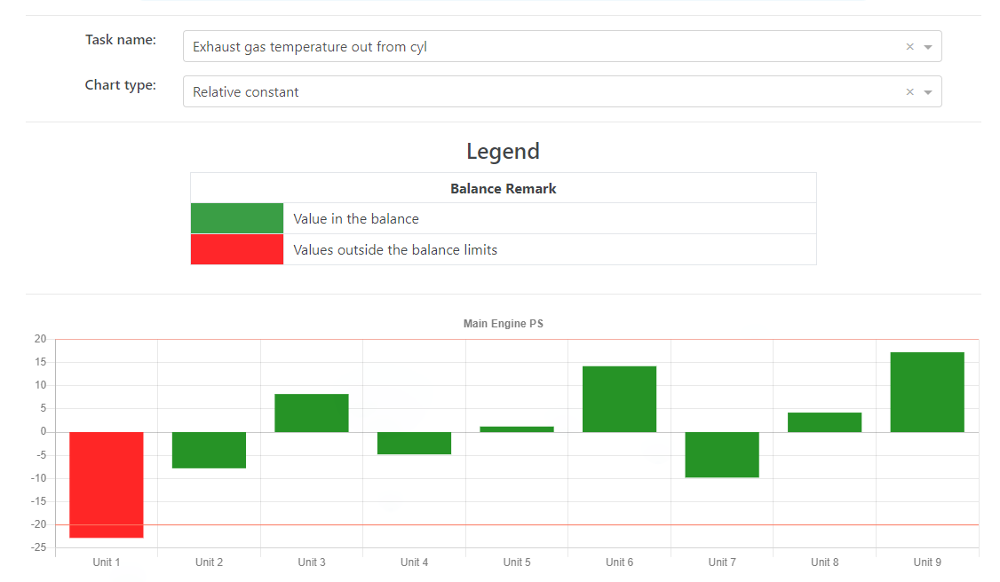 Task name:
Exhaust gas temperature out from cyl × 
Chart type:
Relative constant ×
Legend
Balance Remark
Value in the balance
Values outside the balance limits
Main Engine PS
20
15
10
5
0
-5
-10
-15
-20
-25
Unit 1 Unit 2 Unit 3 Unit 4 Unit 5 Unit 6 Unit 7 Unit 8 Unit 9